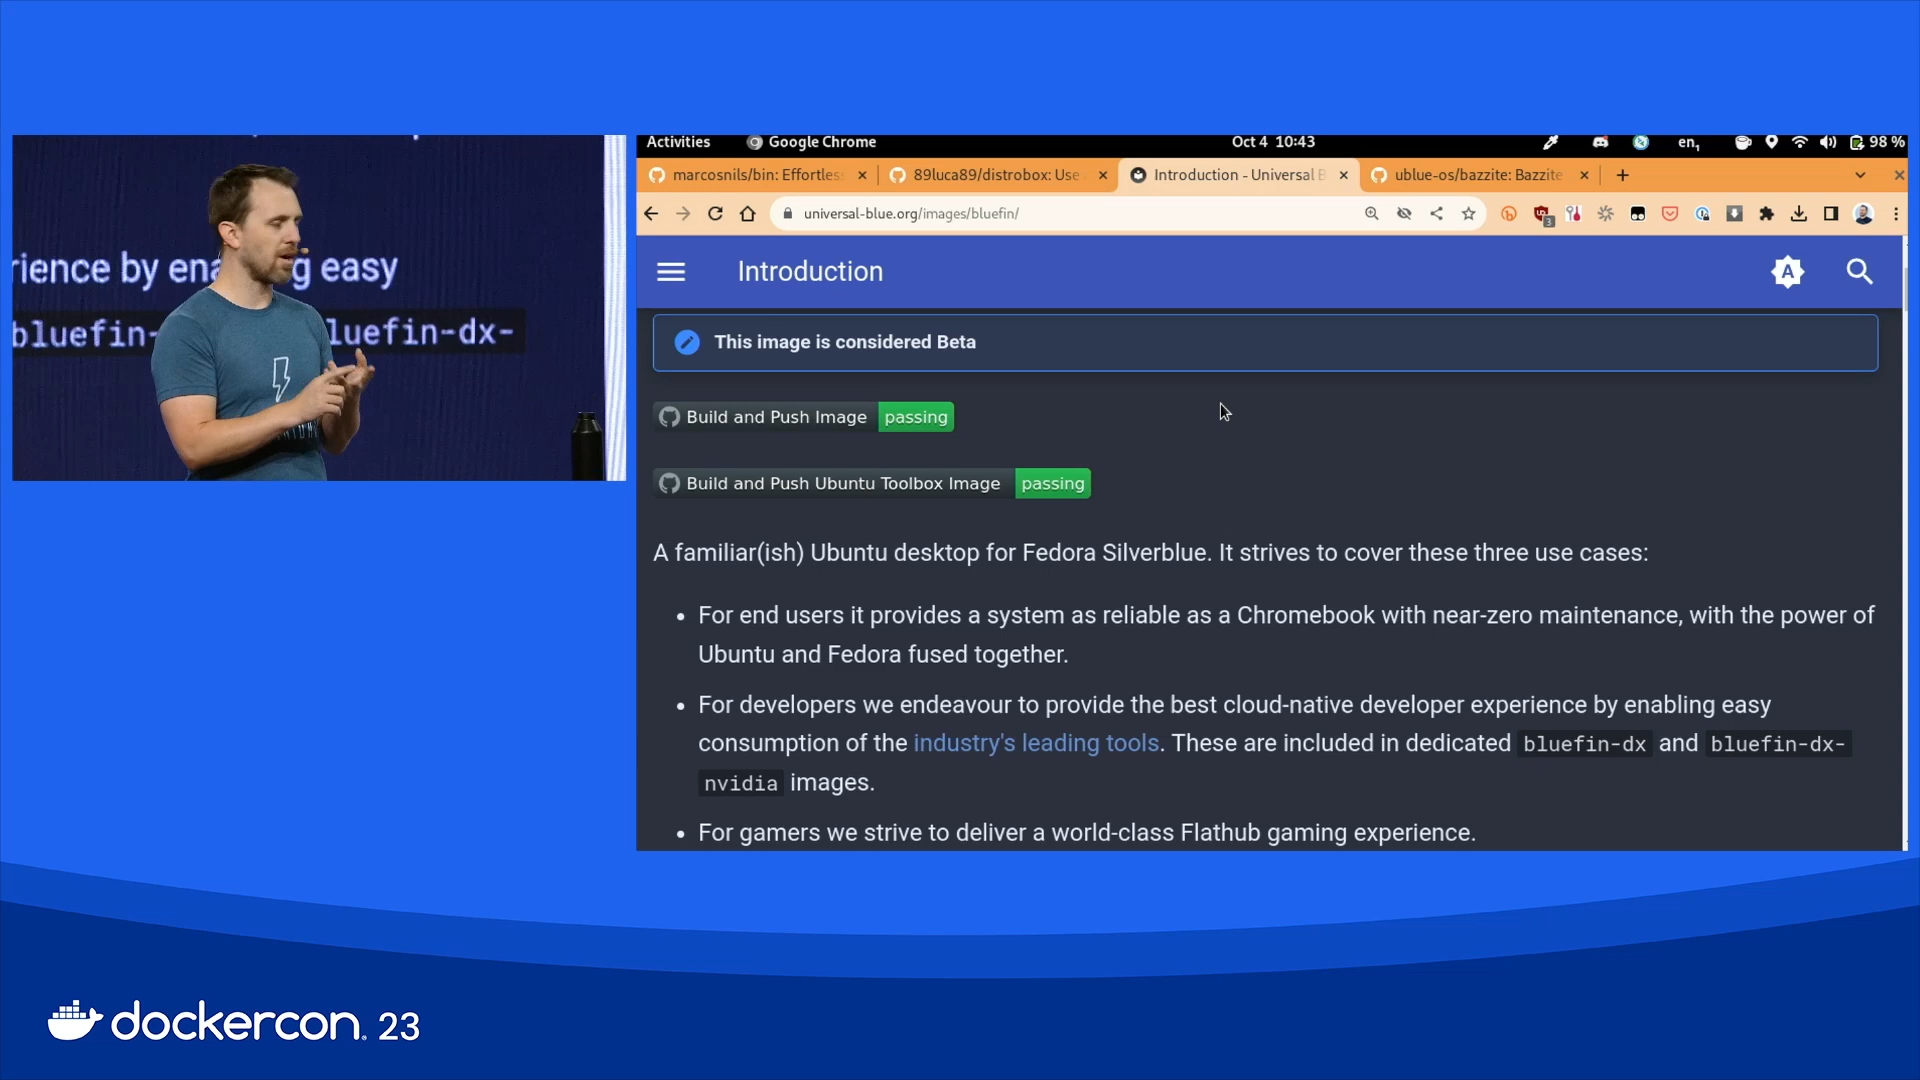 rience by ena
g easy
bluefin-
luefin-dx-
Activities
Google Chrome
Oct 4 10:43
en₁
98 %
marcosnils/bin: Effortless
89luca89/distrobox: Use
Introduction - Universal B
ublue-os/bazzite: Bazzite
universal-blue.org/images/bluefin/
3
Introduction
A
This image is considered Beta
Build and Push Image passing
Build and Push Ubuntu Toolbox Image passing
A familiar(ish) Ubuntu desktop for Fedora Silverblue. It strives to cover these three use cases:
• For end users it provides a system as reliable as a Chromebook with near-zero maintenance, with the power of
Ubuntu and Fedora fused together.
• For developers we endeavour to provide the best cloud-native developer experience by enabling easy
consumption of the industry's leading tools. These are included in dedicated bluefin-dx and bluefin-dx-
nvidia images.
• For gamers we strive to deliver a world-class Flathub gaming experience.
dockercon. 23